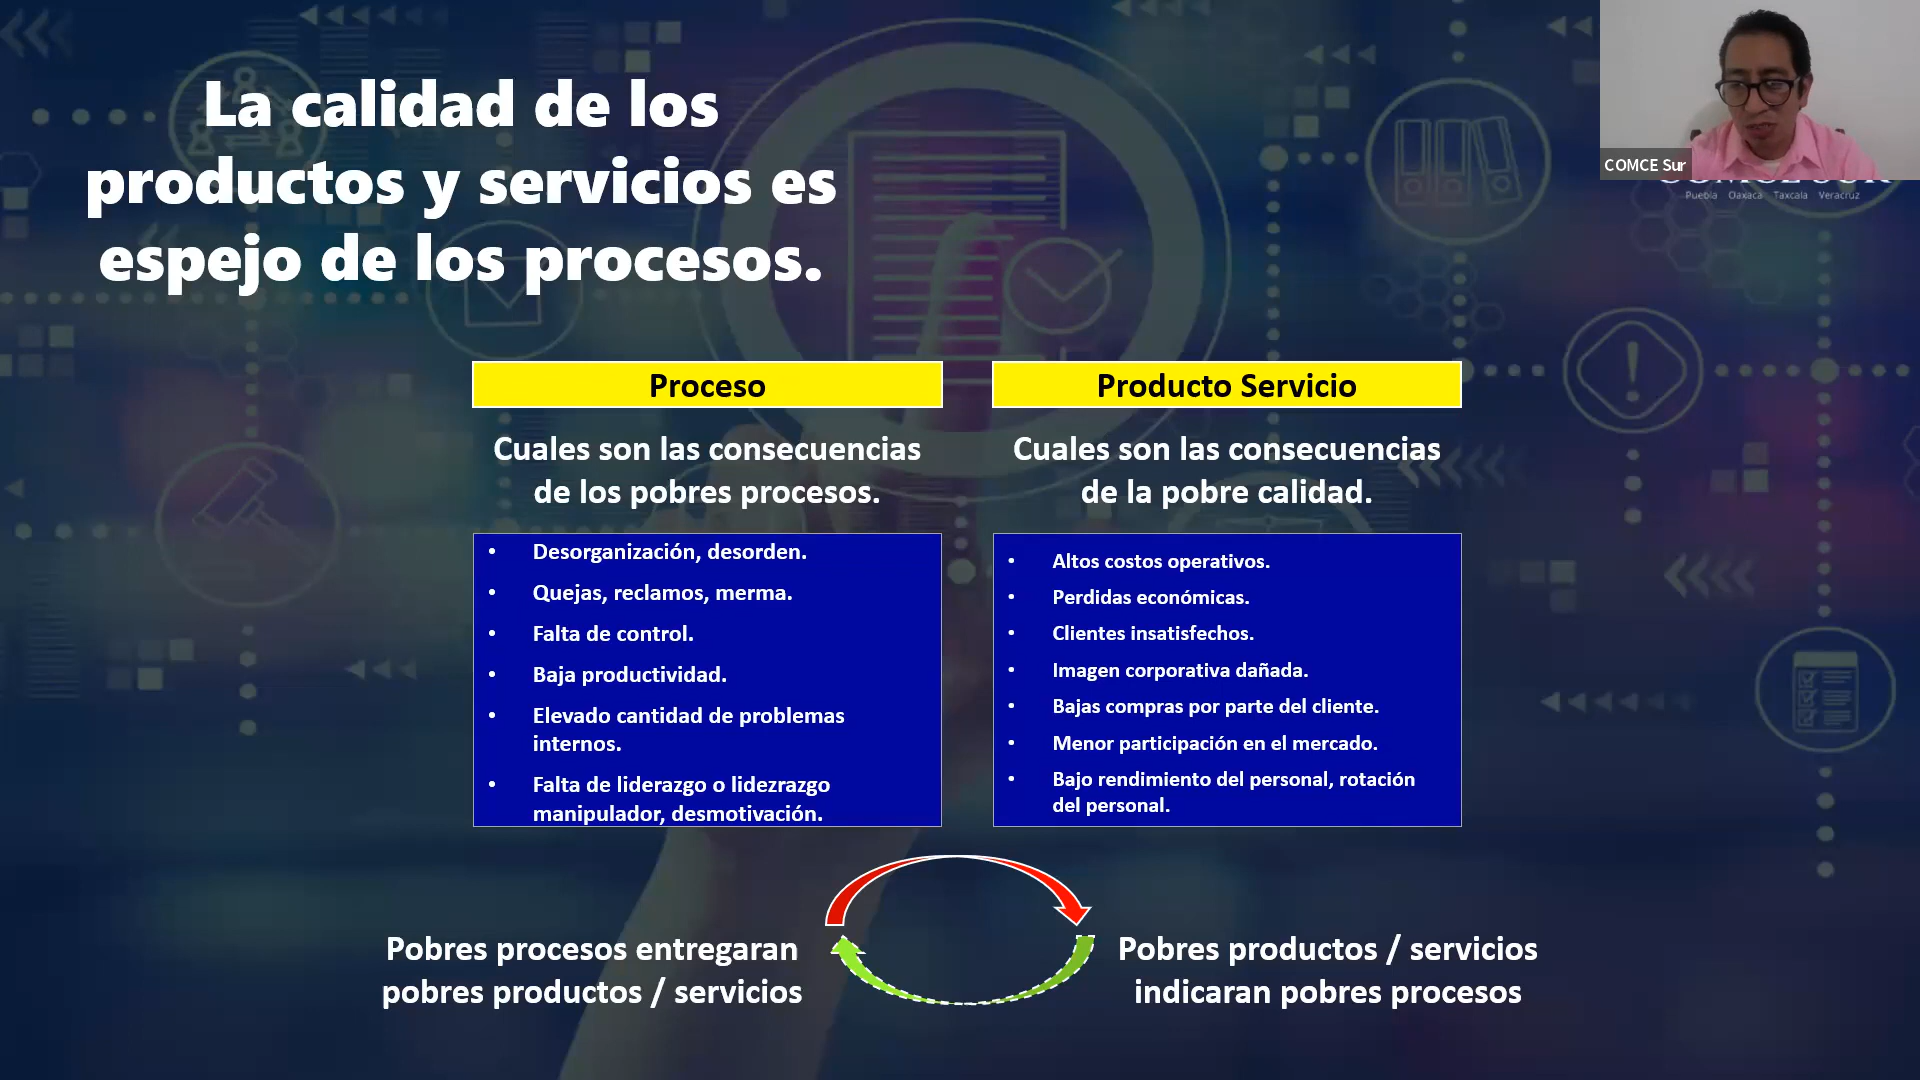 La calidad de los
productos y servicios es
espejo de los procesos.
COMCE Sur
Puebla Oaxaca Taxcala Veracruz
Proceso
Cuales son las consecuencias
de los pobres procesos.
• Desorganización, desorden.
• Quejas, reclamos, merma.
• Falta de control.
• Baja productividad.
• Elevado cantidad de problemas
internos.
• Falta de liderazgo o lidezrazgo
manipulador, desmotivación.
Producto Servicio
Cuales son las consecuencias
de la pobre calidad.
• Altos costos operativos.
• Perdidas económicas.
• Clientes insatisfechos.
• Imagen corporativa dañada.
• Bajas compras por parte del cliente.
• Menor participación en el mercado.
• Bajo rendimiento del personal, rotación
del personal.
Pobres procesos entregaran
pobres productos / servicios
Pobres productos / servicios
indicaran pobres procesos